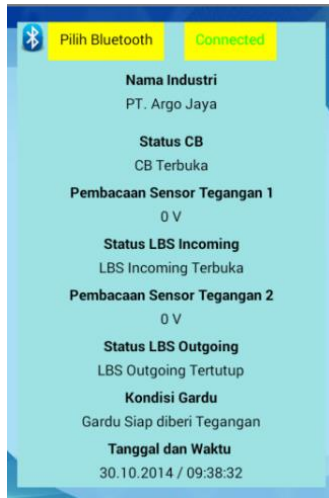 Pilih Bluetooth Connected
Nama Industri
PT. Argo Jaya
Status CB
CB Terbuka
Pembacaan Sensor Tegangan 1
0 V
Status LBS Incoming
LBS Incoming Terbuka
Pembacaan Sensor Tegangan 2
0 V
Status LBS Outgoing
LBS Outgoing Tertutup
Kondisi Gardu
Gardu Siap diberi Tegangan
Tanggal dan Waktu
30.10.2014 / 09:38:32